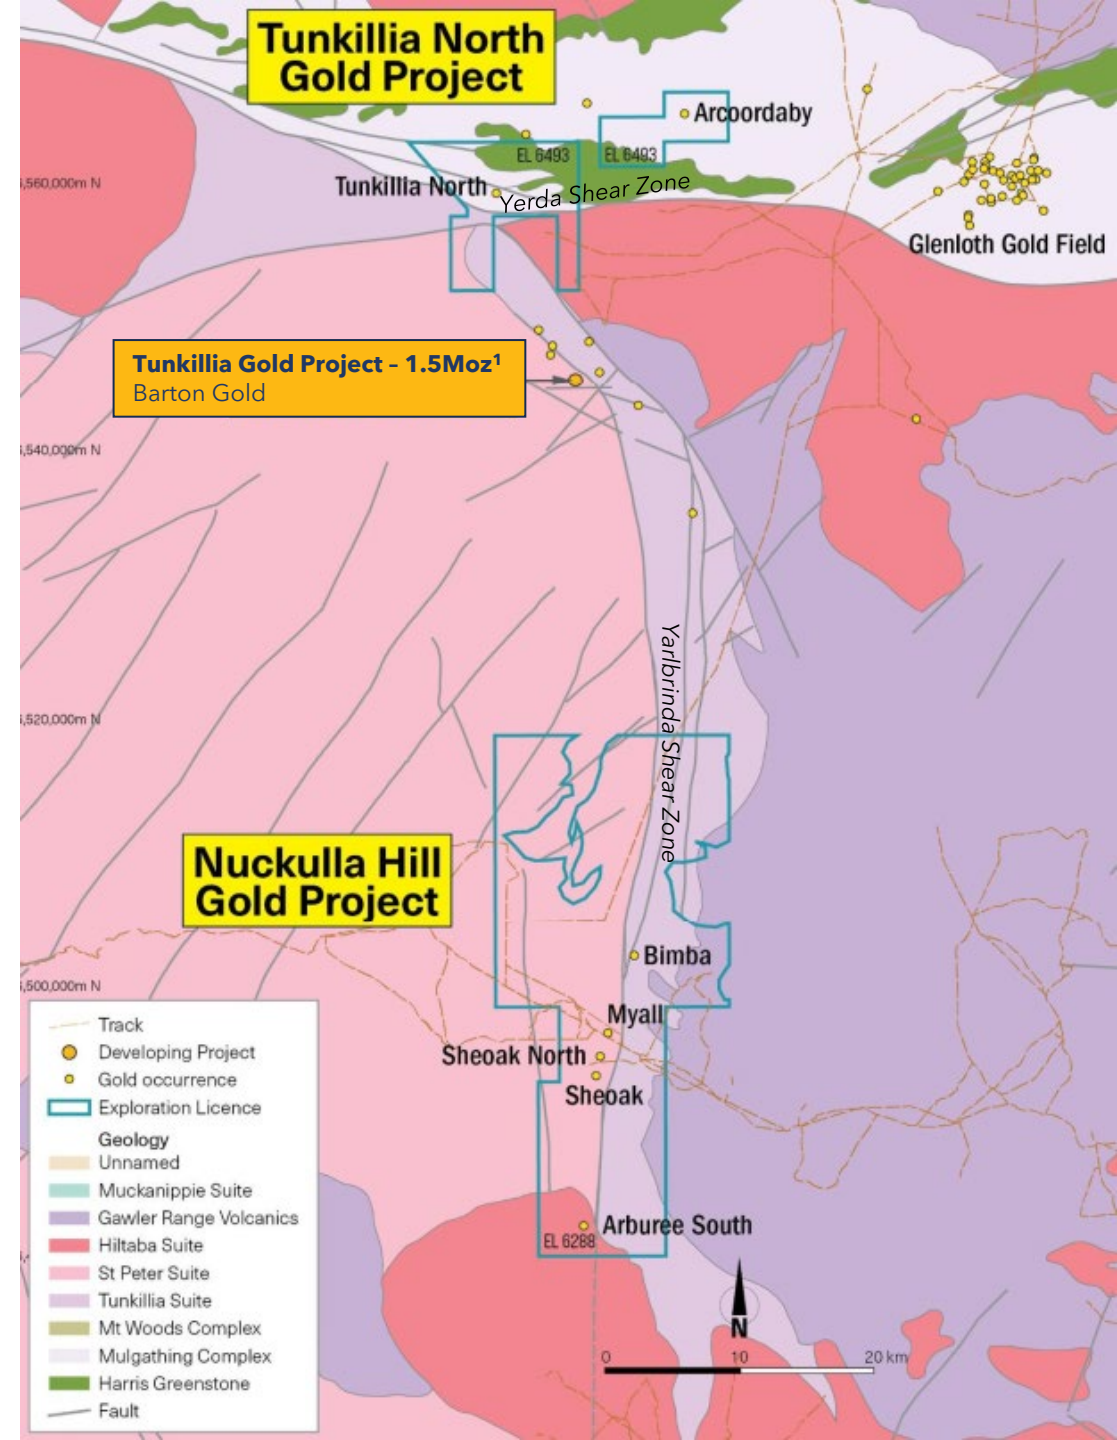 Tunkillia North
Gold Project
Arcoordaby
EL 6493
EL 6493
Tunkillia North
Yerda Shear Zone
,560,000m N
Glenloth Gold Field
Tunkillia Gold Project – 1.5Moz¹
Barton Gold
,540,000m N
Yarlbrinda Shear Zone
,520,000m N
Nuckulla Hill
Gold Project
Bimba
,500,000m N
Myall
Sheoak North
Sheoak
Arburee South
EL 6288
Track
Developing Project
Gold occurrence
Exploration Licence
Geology
Unnamed
Muckanippie Suite
Gawler Range Volcanics
Hiltaba Suite
St Peter Suite
Tunkillia Suite
Mt Woods Complex
Mulgathing Complex
Harris Greenstone
Fault
N
0 10 20 km